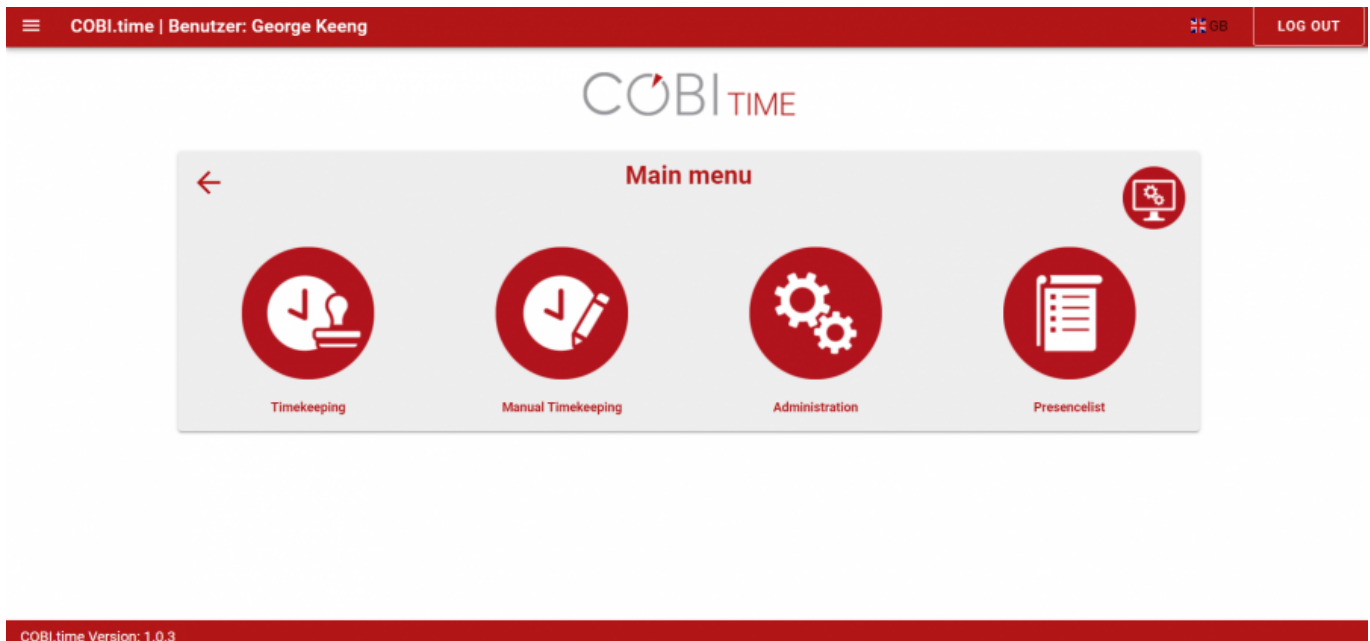 COBI.time | Benutzer: George Keeng
GB
LOG OUT
COBI TIME
Main menu
Timekeeping
Manual Timekeeping
Administration
Presencelist
COBI.time Version: 1.0.3